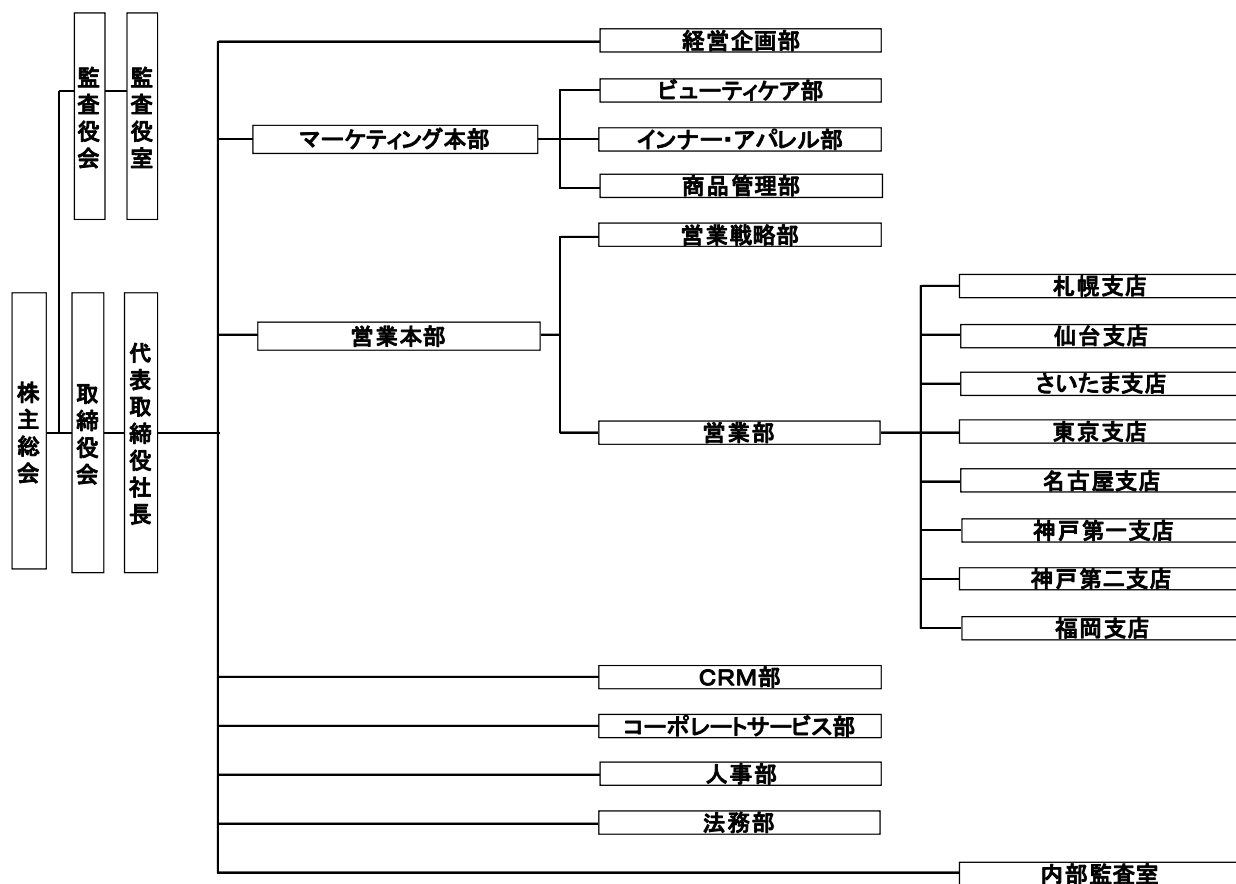 株主総会
監査役会
監査役室
取締役会
代表取締役社長
経営企画部
マーケティング本部
ビューティケア部
インナー・アパレル部
商品管理部
営業本部
営業戦略部
営業部
札幌支店
仙台支店
さいたま支店
東京支店
名古屋支店
神戸第一支店
神戸第二支店
福岡支店
CRM部
コーポレートサービス部
人事部
法務部
内部監査室